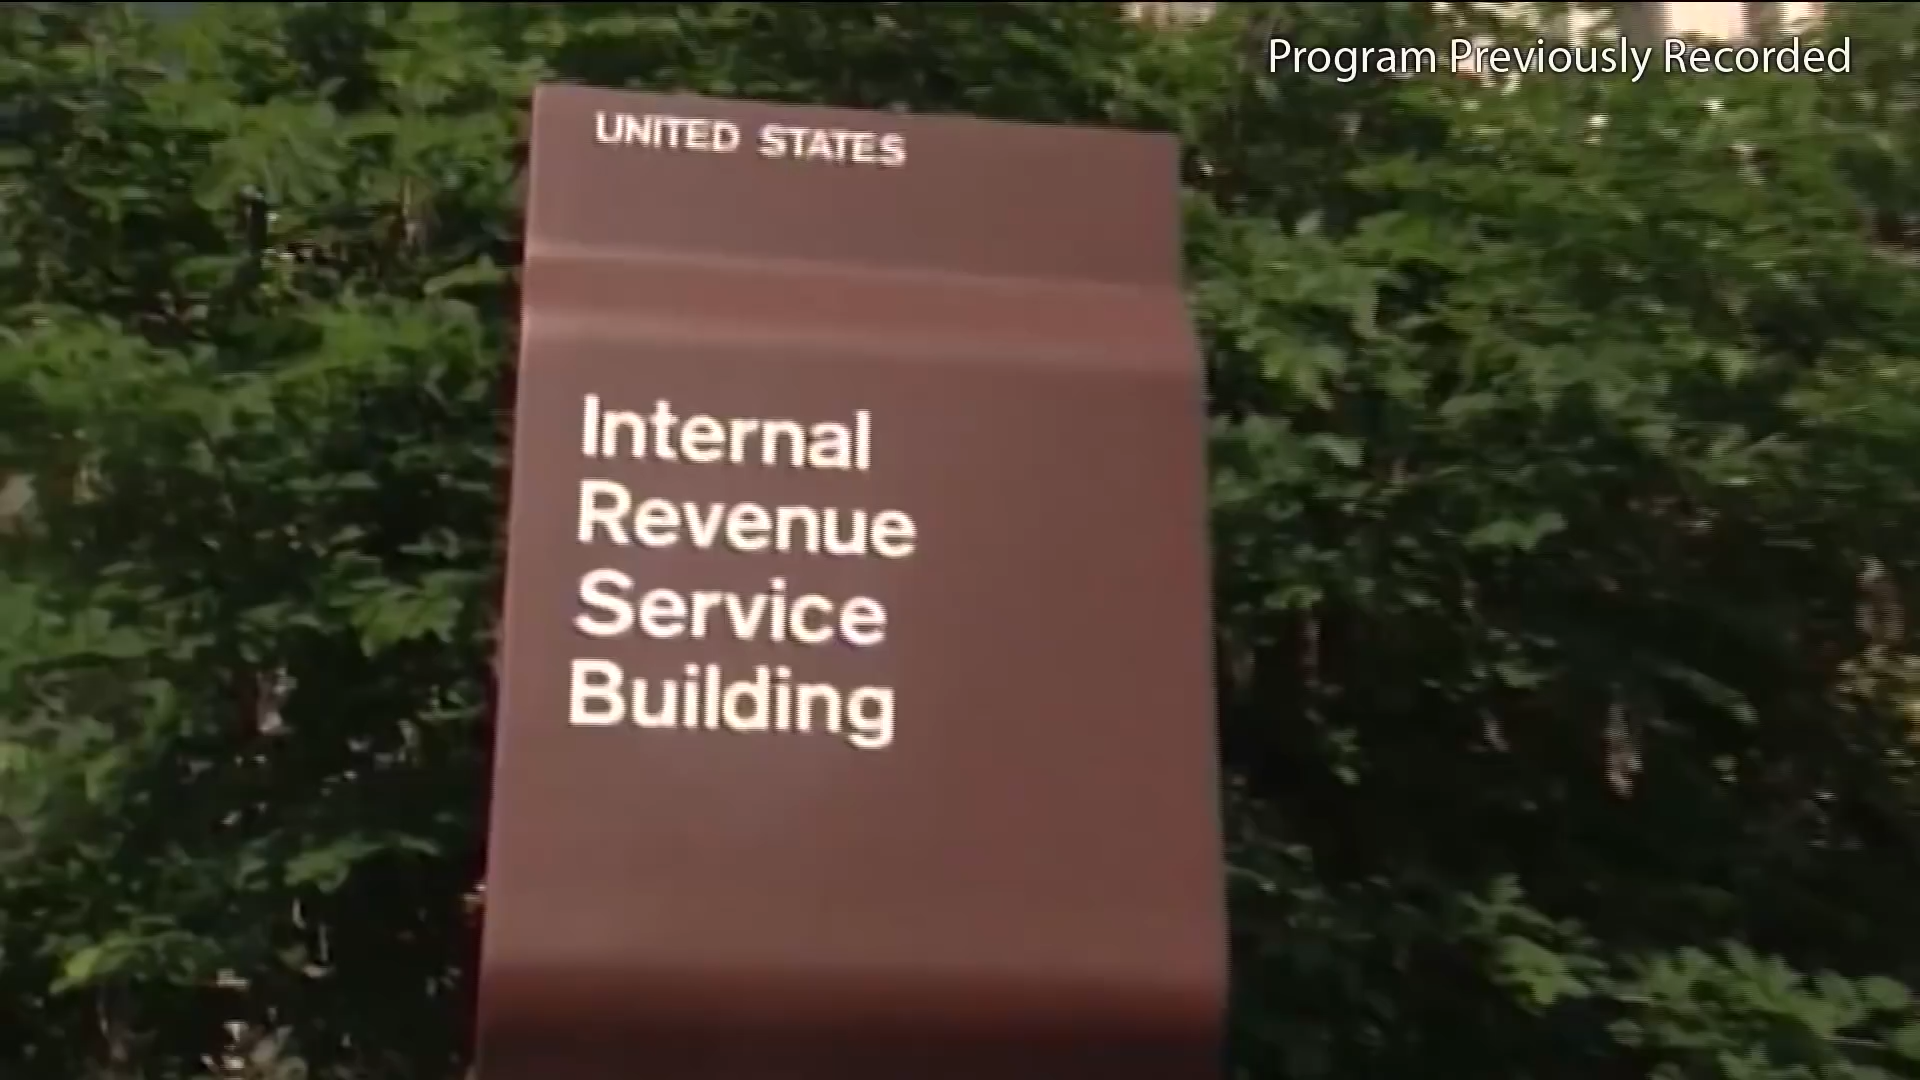 Program Previously Recorded
UNITED STATES
Internal
Revenue
Service
Building